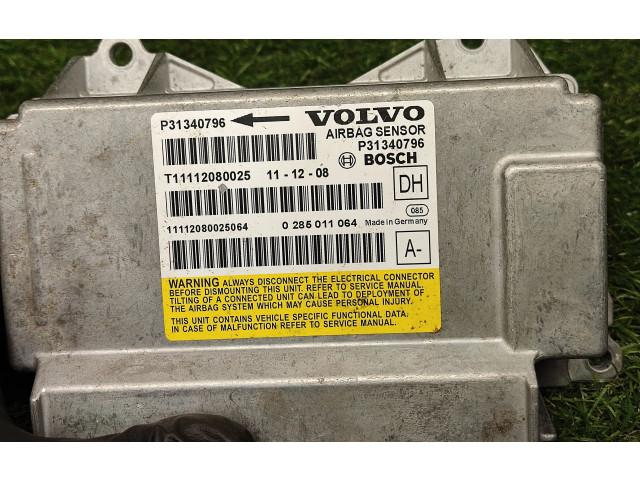 P31340796 VOLVO
AIRBAG SENSOR
P31340796
BOSCH
T11112080025 11-12-08
DH
085
11112080025064 0 285 011 064 Made in Germany
A-
WARNING ALWAYS DISCONNECT THE ELECTRICAL CONNECTOR
BEFORE DISMOUNTING THIS UNIT. REFER TO SERVICE MANUAL.
TILTING OF A CONNECTED UNIT CAN LEAD TO DEPLOYMENT OF
THE AIRBAG SYSTEM WHICH MAY CAUSE PERSONAL INJURY.
THIS UNIT CONTAINS VEHICLE SPECIFIC FUNCTIONAL DATA.
IN CASE OF MALFUNCTION REFER TO SERVICE MANUAL.